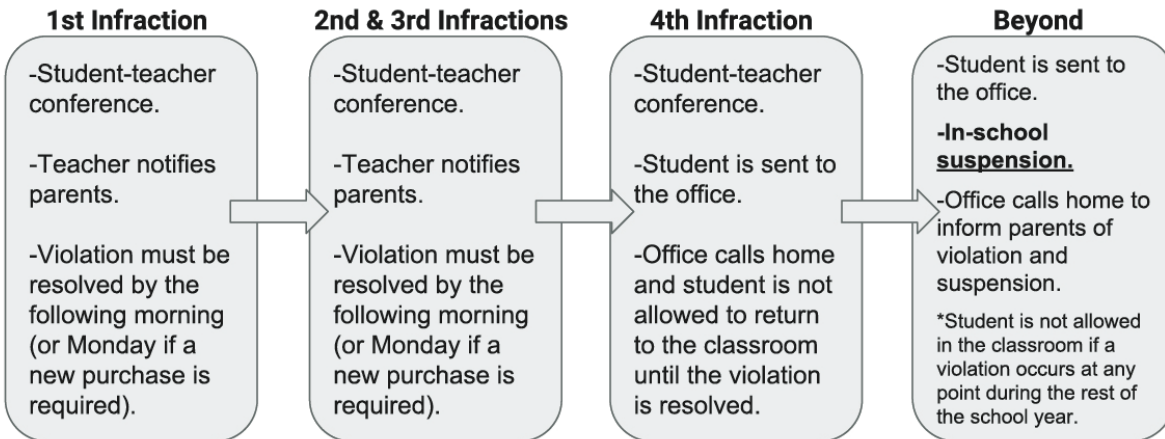 1st Infraction
-Student-teacher
conference.
-Teacher notifies
parents.
-Violation must be
resolved by the
following morning
(or Monday if a
new purchase is
required).
2nd & 3rd Infractions
-Student-teacher
conference.
-Teacher notifies
parents.
-Violation must be
resolved by the
following morning
(or Monday if a
new purchase is
required).
4th Infraction
-Student-teacher
conference.
-Student is sent to
the office.
-Office calls home
and student is not
allowed to return
to the classroom
until the violation
is resolved.
Beyond
-Student is sent to
the office.
-In-school
suspension.
-Office calls home to
inform parents of
violation and
suspension.
*Student is not allowed
in the classroom if a
violation occurs at any
point during the rest of
the school year.